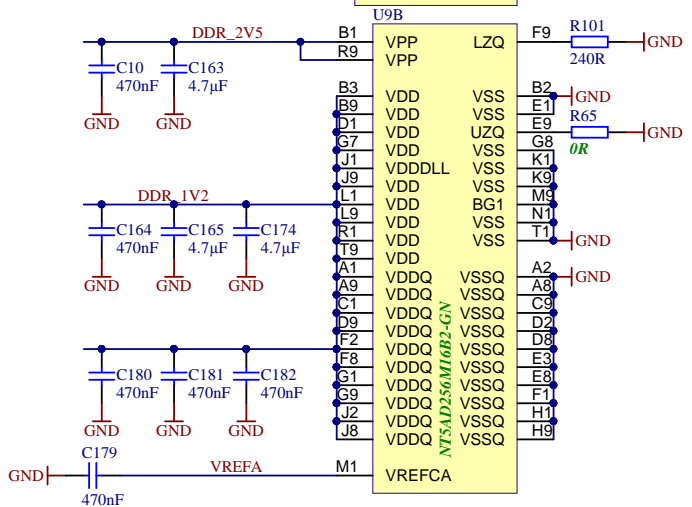 U9B
DDR_2V5 B1 VPP LZQ F9 R101 GND
R9 VPP 240R
C10 C163
470nF 4.7µF
GND GND
B3 VDD VSS B2 GND
B9 VDD VSS E1
D1 VDD UZQ E9 R65 GND
0R
G7 VDD VSS G8
J1 VDDDLL VSS K1
J9 VDD VSS K9
DDR_1V2 L1 VDD BG1 M9
L9 VDD VSS N1
R1 VDD VSS T1 GND
C164 C165 C174
470nF 4.7µF 4.7µF
GND GND GND
T9 VDD
A1 VDDQ VSSQ A2 GND
A9 VDDQ VSSQ A8
C1 VDDQ VSSQ C9
D9 VDDQ VSSQ D2
F2 VDDQ VSSQ D8
F8 VDDQ VSSQ E3
G1 VDDQ VSSQ E8
G9 VDDQ VSSQ F1
J2 VDDQ VSSQ H1
J8 VDDQ VSSQ H9
C180 C181 C182
470nF 470nF 470nF
GND GND GND
NT5AD256M16B2-GN
C179
GND VREFA M1 VREFCA
470nF